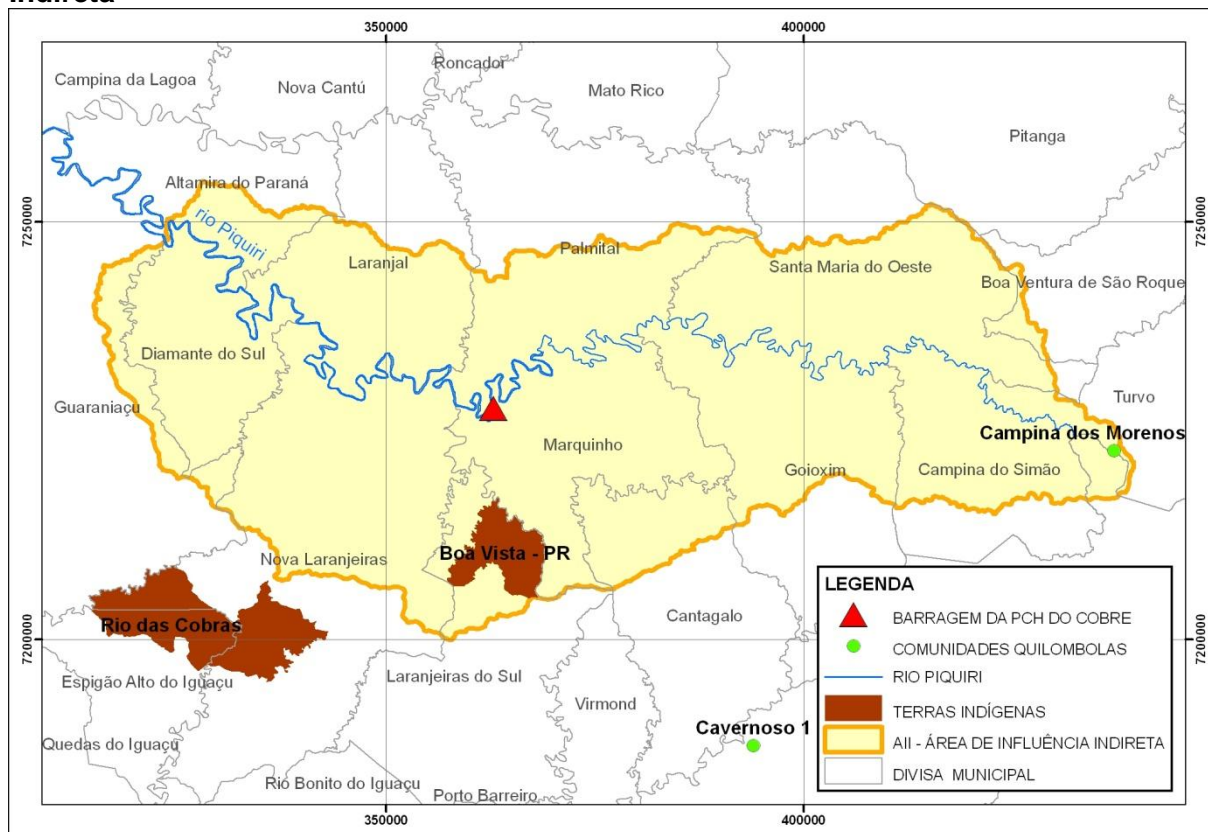 Indireta
350000
400000
Campina da Lagoa
Nova Cantú
Roncador
Mato Rico
Pitanga
Altamira do Paraná
7250000
7250000
rio Piquiri
Laranjal
Palmital
Santa Maria do Oeste
Boa Ventura de São Roque
Diamante do Sul
Guaraniaçu
Turvo
Campina dos Morenos
Marquinho
Goioxim
Campina do Simão
Boa Vista - PR
Nova Laranjeiras
Rio das Cobras
Cantagalo
7200000
7200000
Espigão Alto do Iguaçu
Laranjeiras do Sul
Virmond
Cavernoso 1
Quedas do Iguaçú
Rio Bonito do Iguaçu
Porto Barreiro
LEGENDA
BARRAGEM DA PCH DO COBRE
COMUNIDADES QUILOMBOLAS
RIO PIQUIRI
TERRAS INDÍGENAS
AII - ÁREA DE INFLUÊNCIA INDIRETA
DIVISA MUNICIPAL
350000
400000